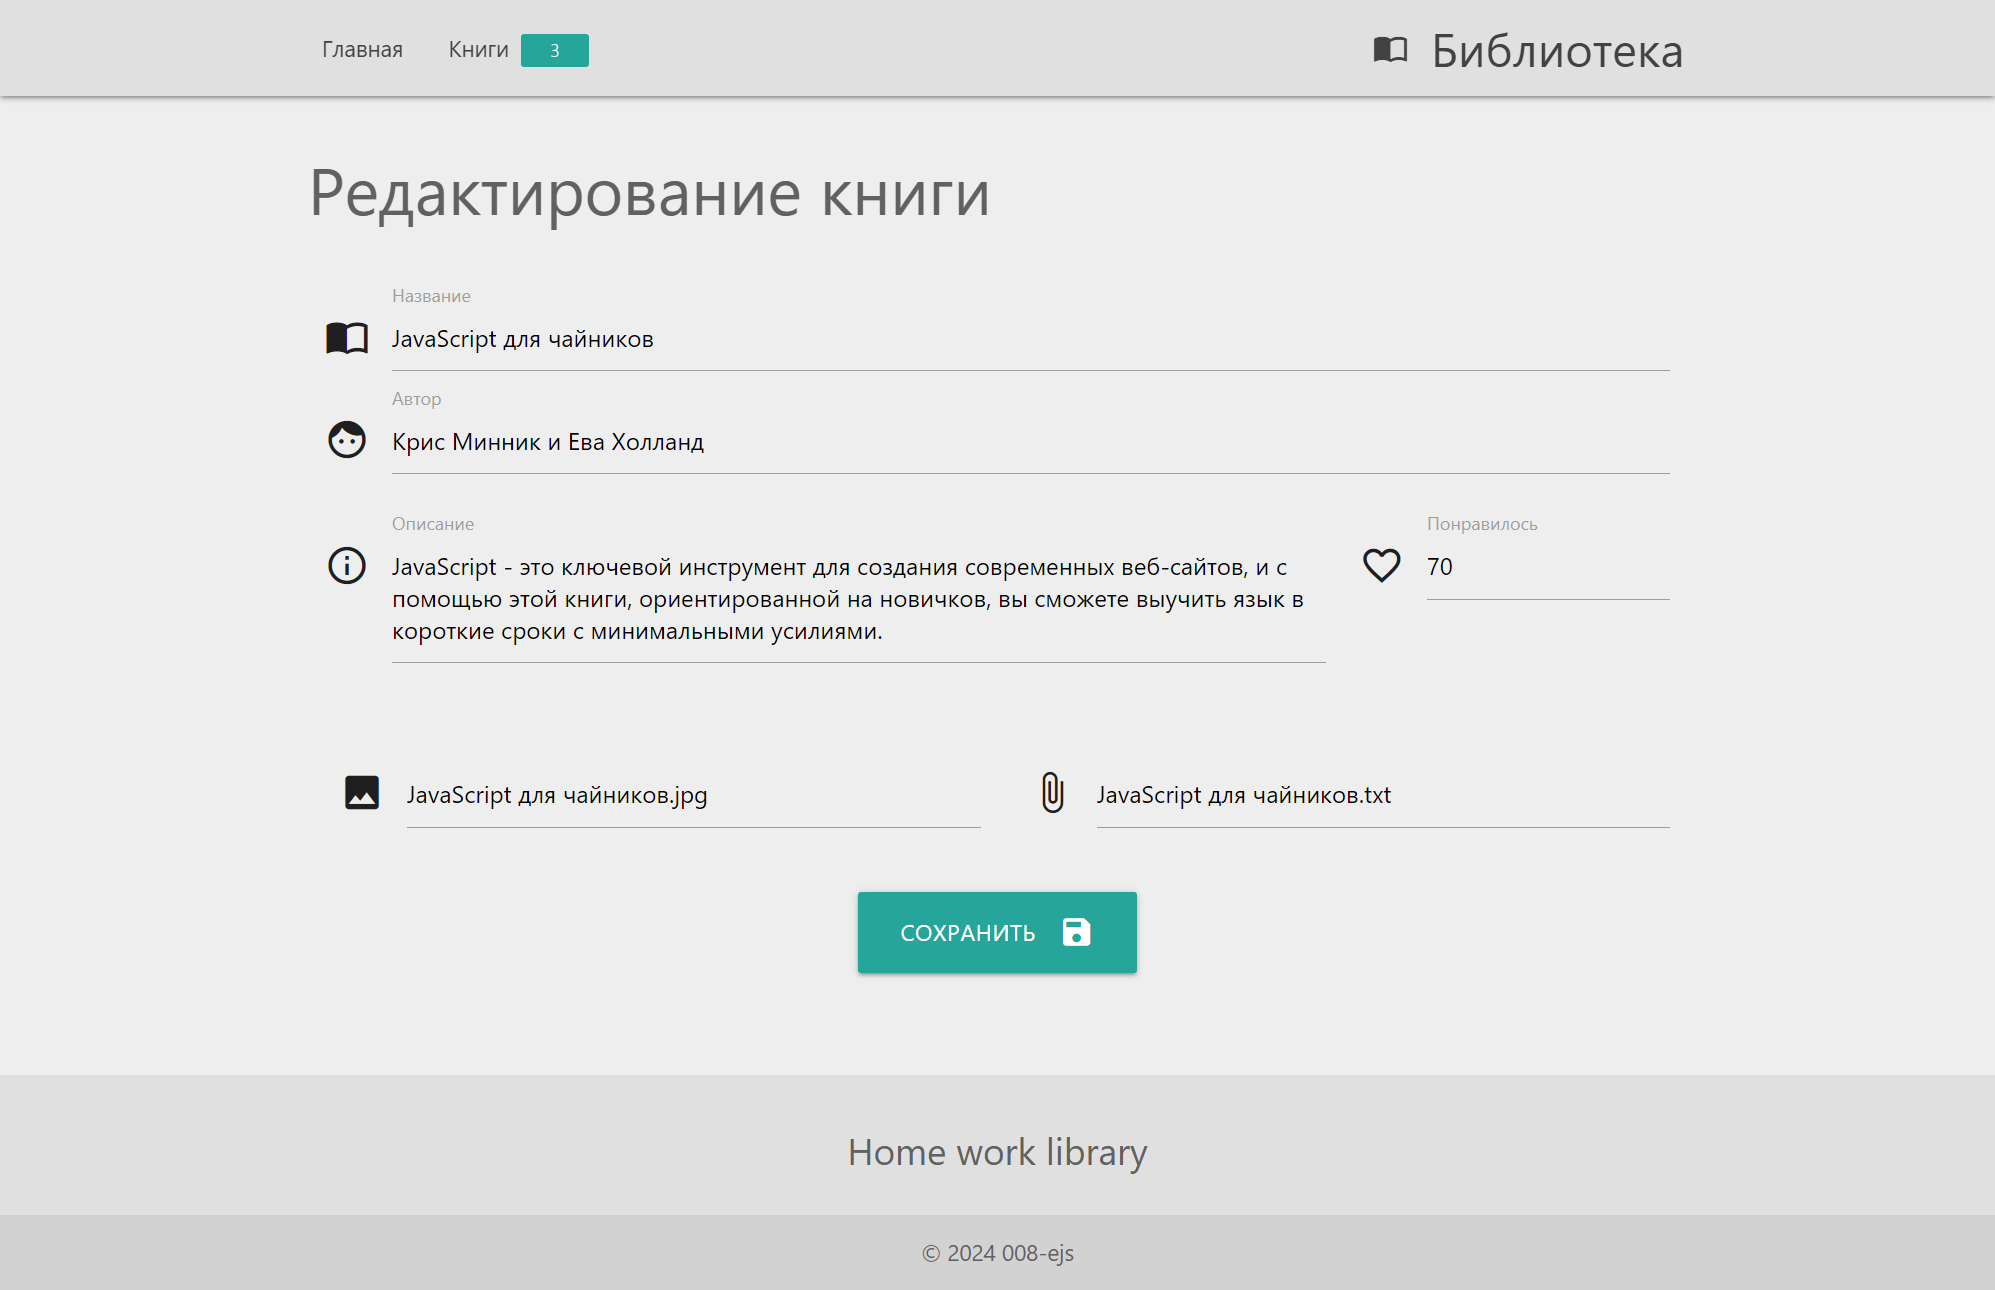 Главная
Книги 3
Библиотека
Редактирование книги
Название
JavaScript для чайников
Автор
Крис Минник и Ева Холланд
Описание
JavaScript - это ключевой инструмент для создания современных веб-сайтов, и с
помощью этой книги, ориентированной на новичков, вы сможете выучить язык в
короткие сроки с минимальными усилиями.
Понравилось
70
JavaScript для чайников.jpg
JavaScript для чайников.txt
СОХРАНИТЬ
Home work library
© 2024 008-ejs